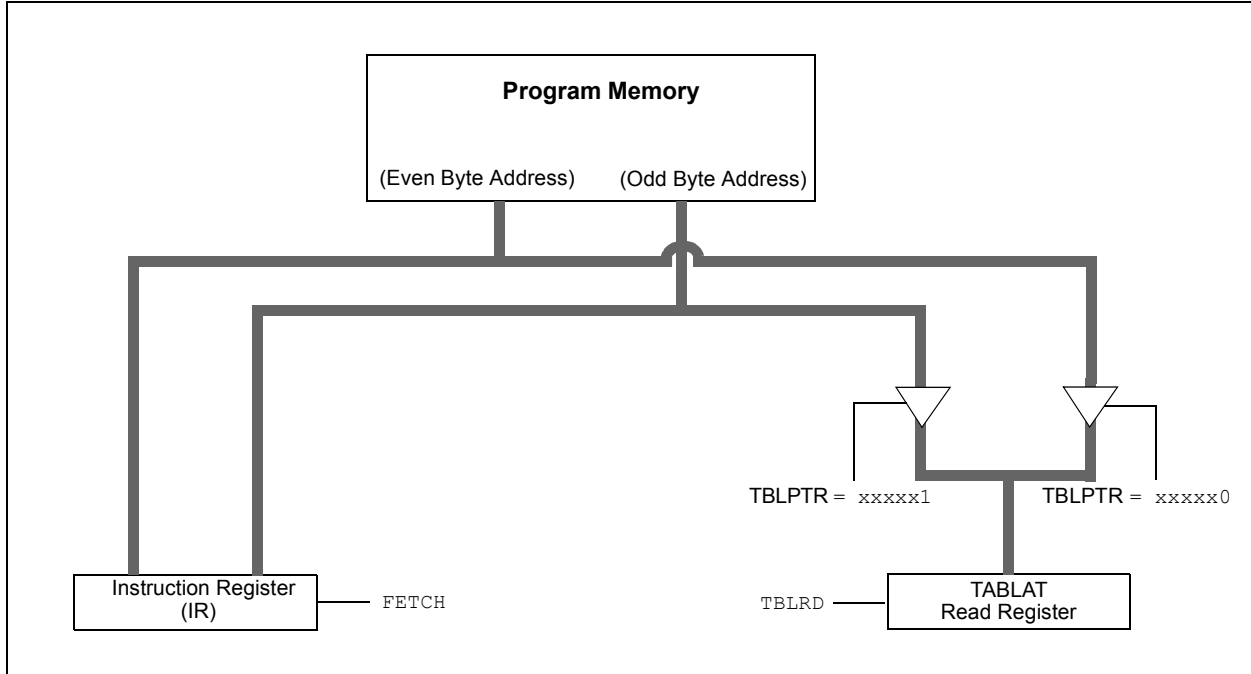 Program Memory
(Even Byte Address) (Odd Byte Address)
TBLPTR = xxxxx1
TBLPTR = xxxxx0
Instruction Register
(IR)
FETCH
TBLRD
TABLAT
Read Register